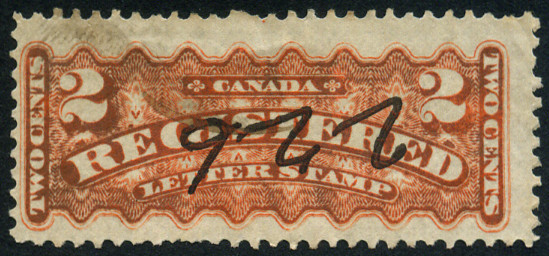 CANADA
2 2
REGISTERED
LETTER STAMP
TWO CENTS
TWO CENTS